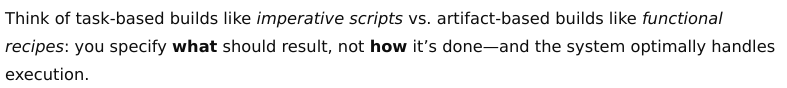 Think of task-based builds like imperative scripts vs. artifact-based builds like functional
recipes: you specify what should result, not how it’s done—and the system optimally handles
execution.